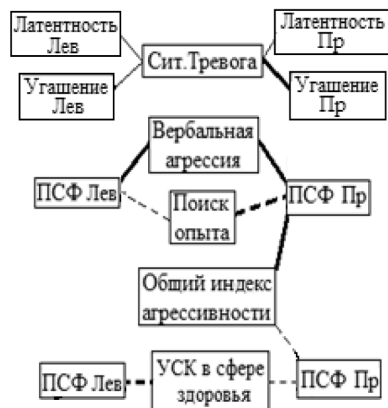 Латентность
Лев
Латентность
Пр
Сит.Тревога
Угашение
Лев
Угашение
Пр
Вербальная
агрессия
ПСФ Лев
Поиск
опыта
ПСФ Пр
Общий индекс
агрессивности
ПСФ Лев
УСК в сфере
здоровья
ПСФ Пр